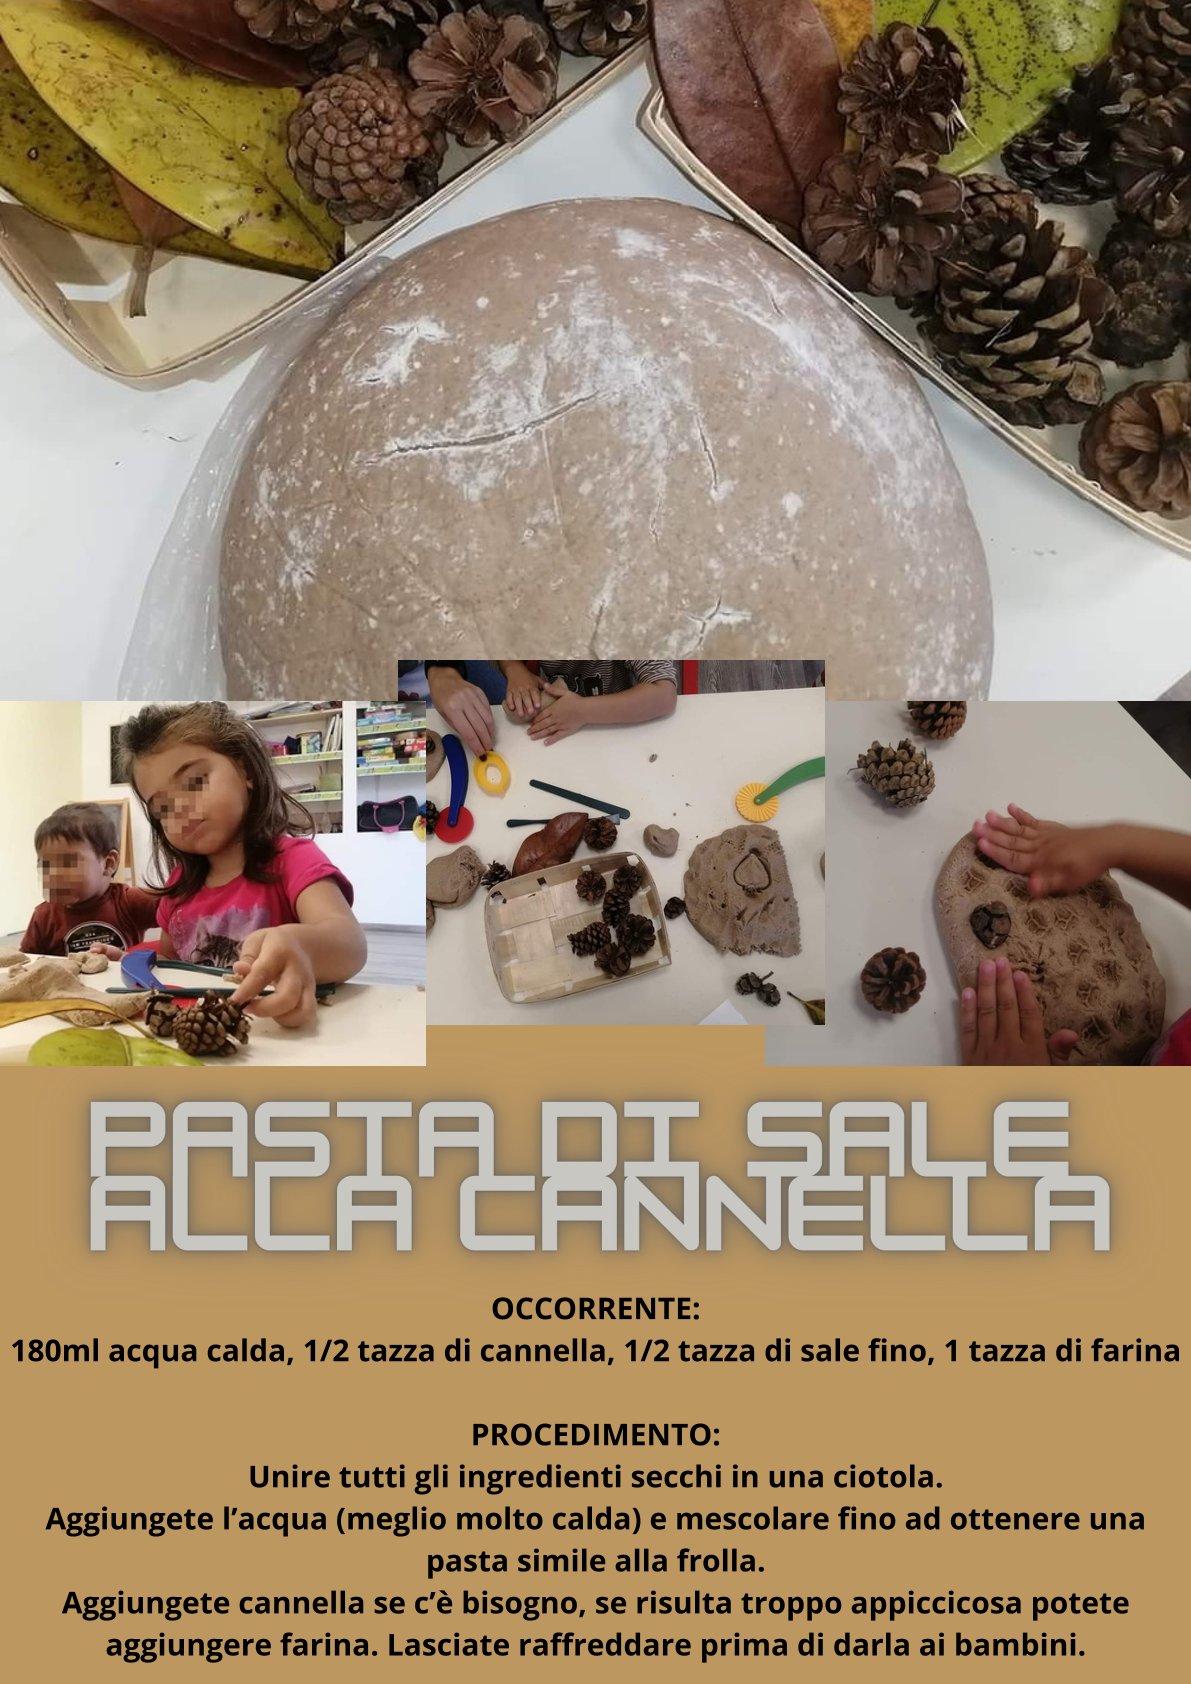 PASTA DI SALE
ALLA CANNELLA
OCCORRENTE:
180ml acqua calda, 1/2 tazza di cannella, 1/2 tazza di sale fino, 1 tazza di farina
PROCEDIMENTO:
Unire tutti gli ingredienti secchi in una ciotola.
Aggiungete l’acqua (meglio molto calda) e mescolare fino ad ottenere una
pasta simile alla frolla.
Aggiungete cannella se c’è bisogno, se risulta troppo appiccicosa potete
aggiungere farina. Lasciate raffreddare prima di darla ai bambini.